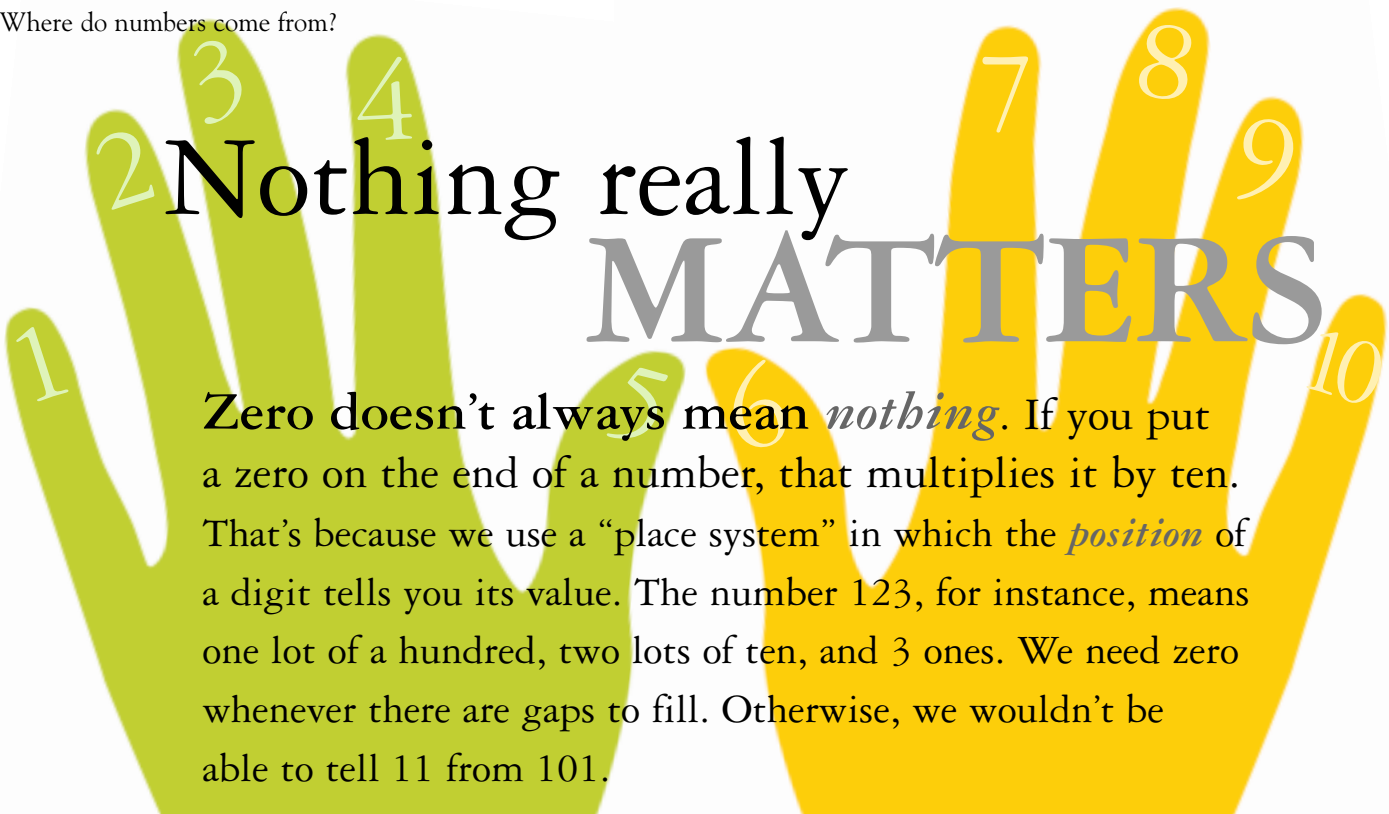 Where do numbers come from?
1
2
3
4
5
6
7
8
9
10
Nothing really
MATTERS
Zero doesn’t always mean nothing. If you put
a zero on the end of a number, that multiplies it by ten.
That’s because we use a “place system” in which the position of
a digit tells you its value. The number 123, for instance, means
one lot of a hundred, two lots of ten, and 3 ones. We need zero
whenever there are gaps to fill. Otherwise, we wouldn’t be
able to tell 11 from 101.